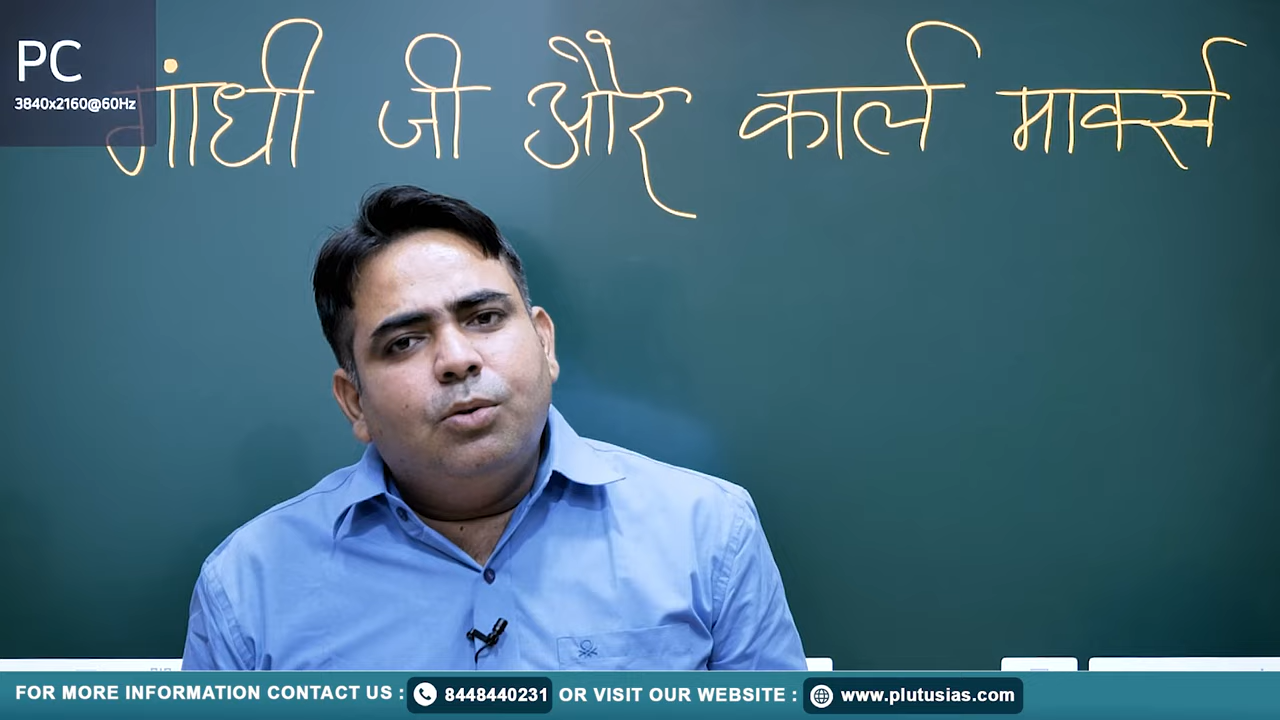 PC
3840x2160@60Hz
गांधी जी और कार्ल मार्क्स
FOR MORE INFORMATION CONTACT US : 8448440231 OR VISIT OUR WEBSITE : www.plutusias.com